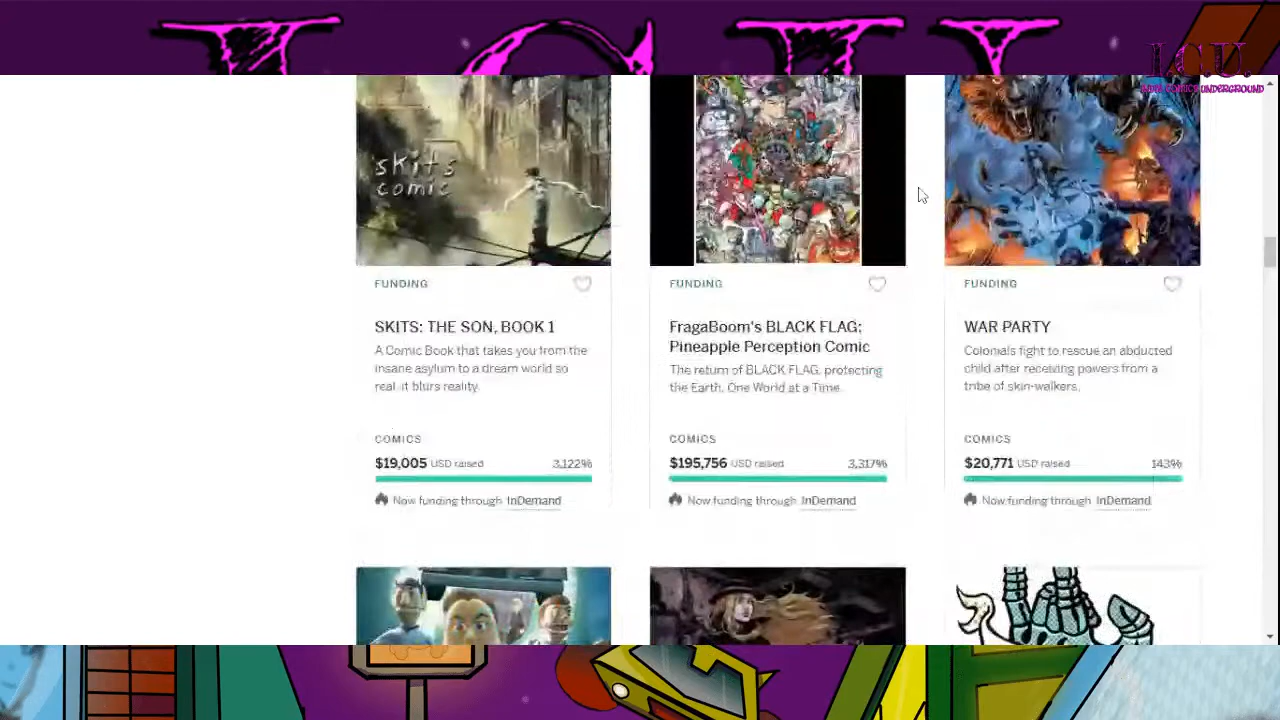 I.C.U.
I.C.U.
INDIE COMICS UNDERGROUND
skits
comic
FUNDING
SKITS: THE SON, BOOK 1
A Comic Book that takes you from the
insane asylum to a dream world so
real it blurs reality.
COMICS
$19,005 USD raised 3,122%
Now funding through InDemand
FUNDING
FragaBoom's BLACK FLAG:
Pineapple Perception Comic
The return of BLACK FLAG, protecting
the Earth, One World at a Time.
COMICS
$195,756 USD raised 3,317%
Now funding through InDemand
FUNDING
WAR PARTY
Colonials fight to rescue an abducted
child after receiving powers from a
tribe of skin-walkers.
COMICS
$20,771 USD raised 143%
Now funding through InDemand